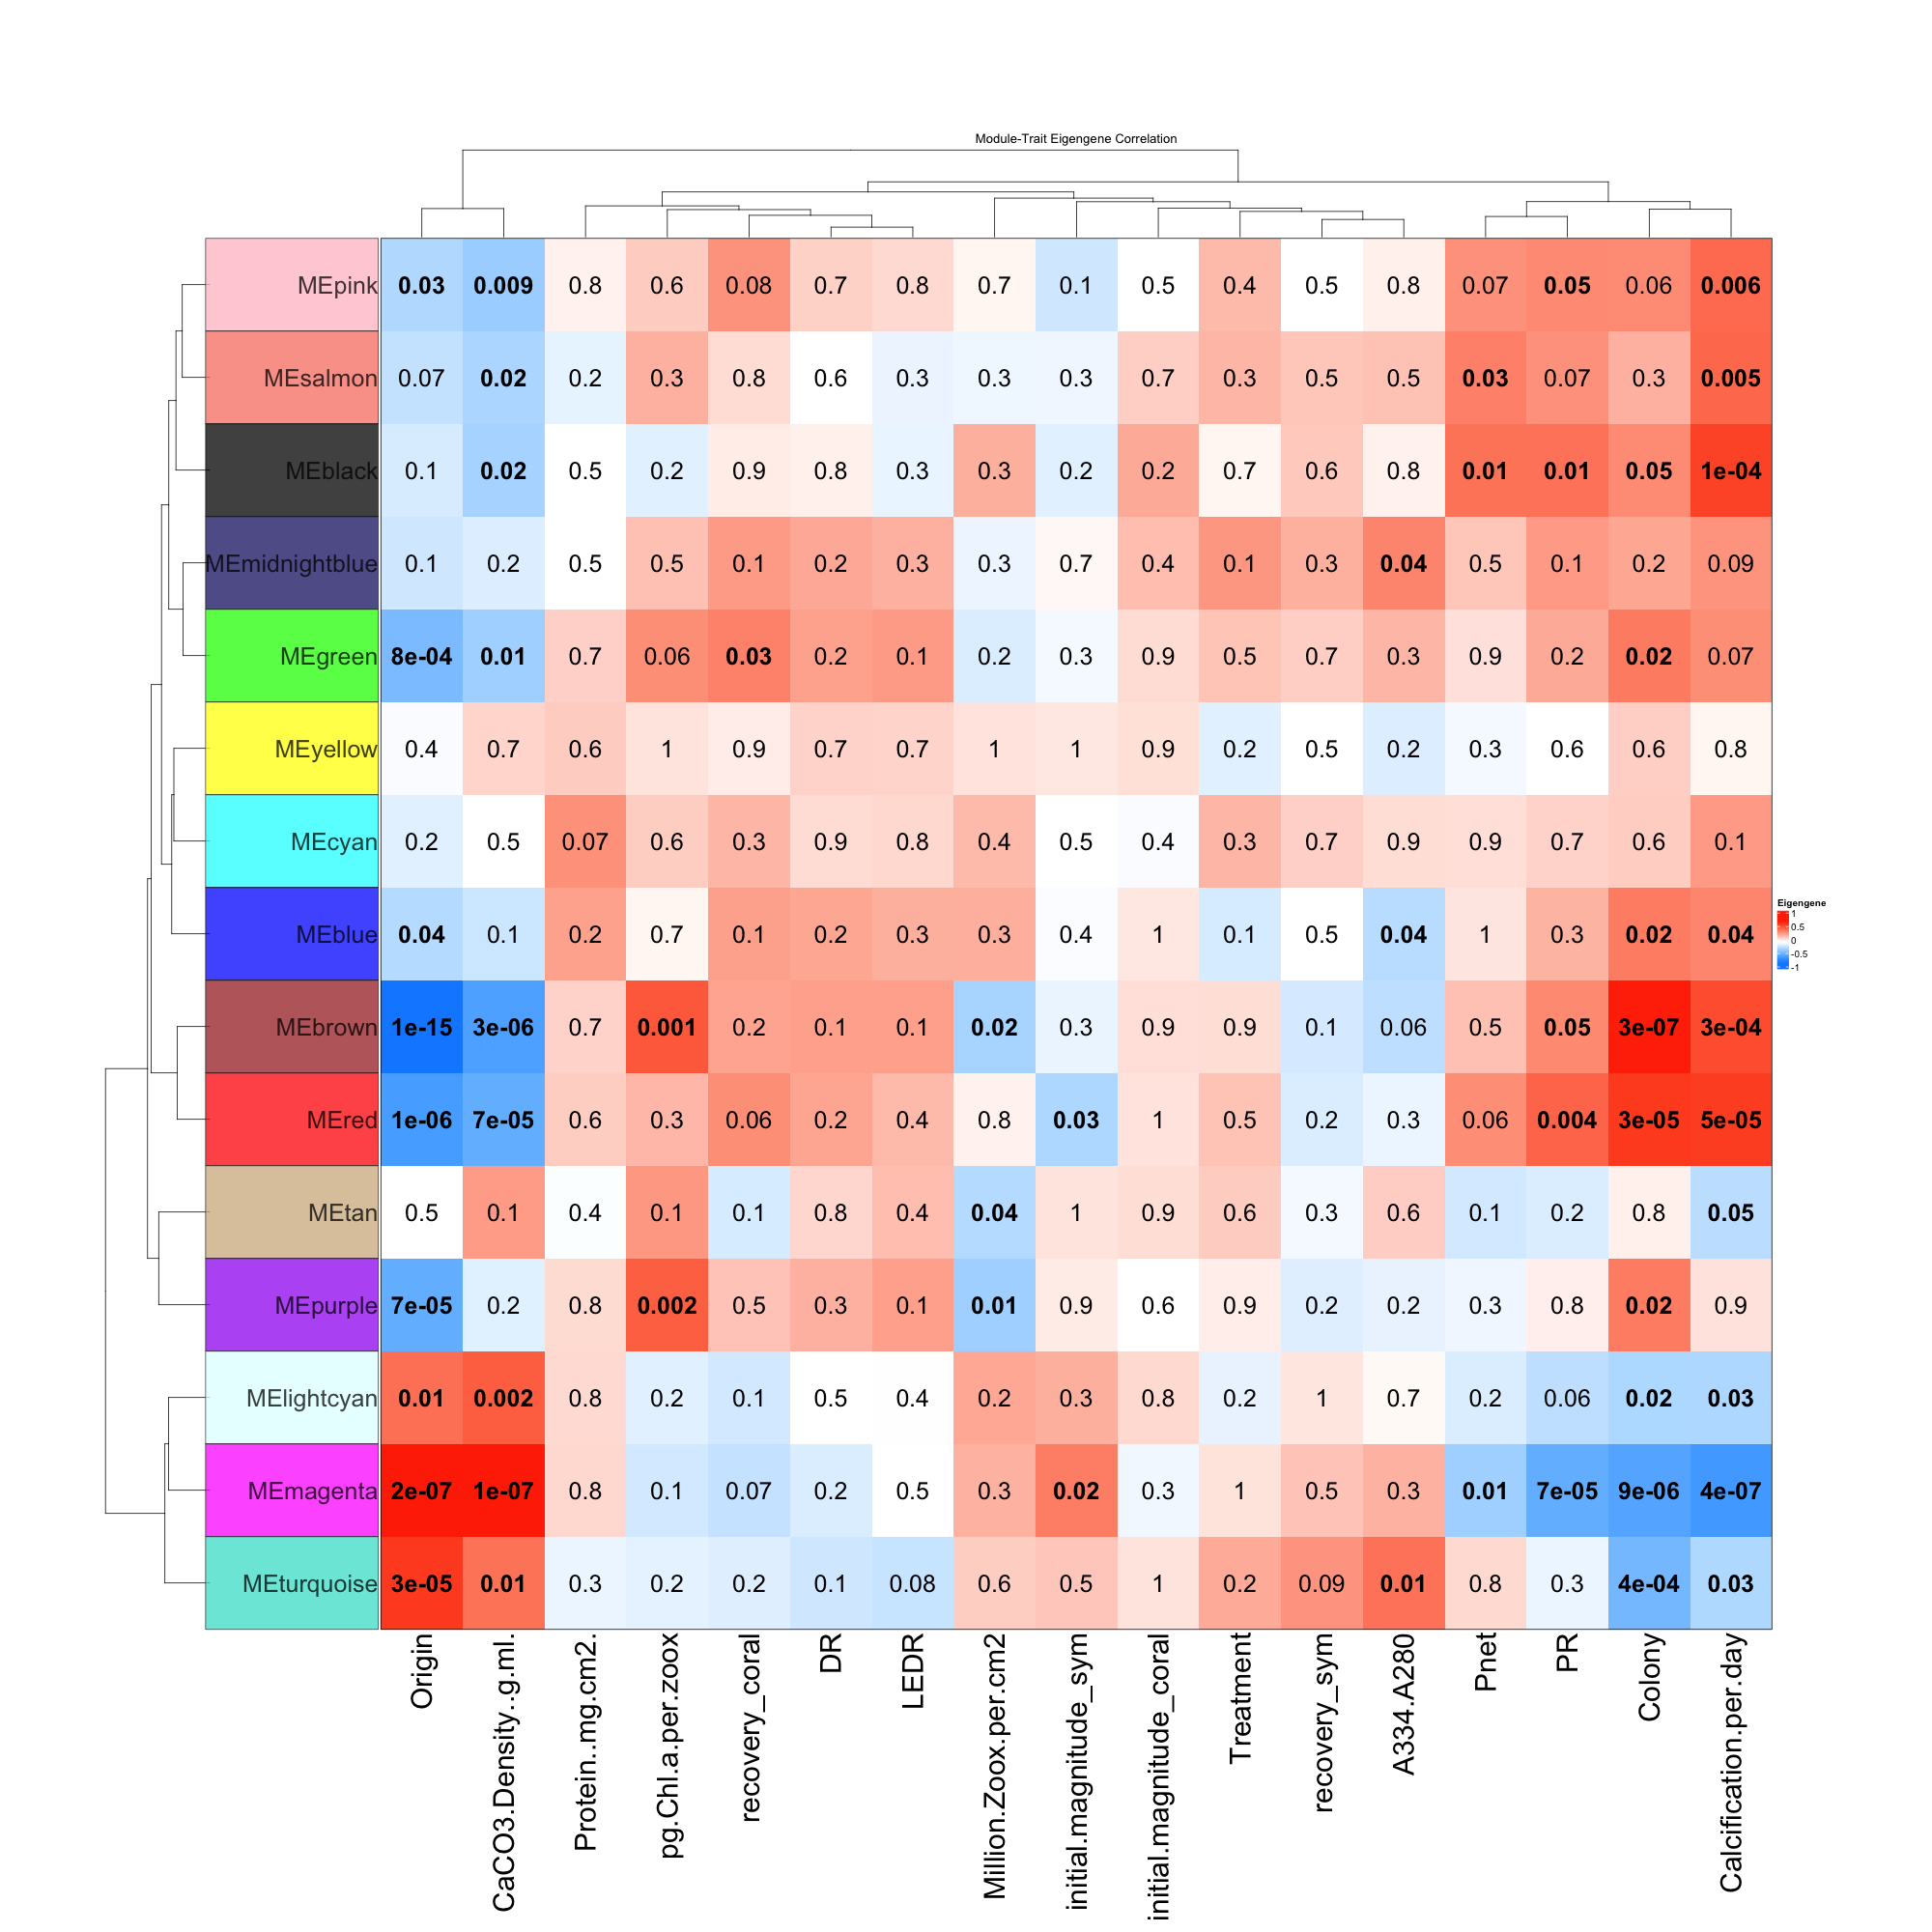 Module-Trait Eigengene Correlation
MEpink 0.03 0.009 0.8 0.6 0.08 0.7 0.8 0.7 0.1 0.5 0.4 0.5 0.8 0.07 0.05 0.06 0.006
MEsalmon 0.07 0.02 0.2 0.3 0.8 0.6 0.3 0.3 0.3 0.7 0.3 0.5 0.5 0.03 0.07 0.3 0.005
MEblack 0.1 0.02 0.5 0.2 0.9 0.8 0.3 0.3 0.2 0.2 0.7 0.6 0.8 0.01 0.01 0.05 1e-04
MEmidnightblue 0.1 0.2 0.5 0.5 0.1 0.2 0.3 0.3 0.7 0.4 0.1 0.3 0.04 0.5 0.1 0.2 0.09
MEgreen 8e-04 0.01 0.7 0.06 0.03 0.2 0.1 0.2 0.3 0.9 0.5 0.7 0.3 0.9 0.2 0.02 0.07
MEyellow 0.4 0.7 0.6 1 0.9 0.7 0.7 1 1 0.9 0.2 0.5 0.2 0.3 0.6 0.6 0.8
MEcyan 0.2 0.5 0.07 0.6 0.3 0.9 0.8 0.4 0.5 0.4 0.3 0.7 0.9 0.9 0.7 0.6 0.1
MEblue 0.04 0.1 0.2 0.7 0.1 0.2 0.3 0.3 0.4 1 0.1 0.5 0.04 1 0.3 0.02 0.04
MEbrown 1e-15 3e-06 0.7 0.001 0.2 0.1 0.1 0.02 0.3 0.9 0.9 0.1 0.06 0.5 0.05 3e-07 3e-04
MEred 1e-06 7e-05 0.6 0.3 0.06 0.2 0.4 0.8 0.03 1 0.5 0.2 0.3 0.06 0.004 3e-05 5e-05
MEtan 0.5 0.1 0.4 0.1 0.1 0.8 0.4 0.04 1 0.9 0.6 0.3 0.6 0.1 0.2 0.8 0.05
MEpurple 7e-05 0.2 0.8 0.002 0.5 0.3 0.1 0.01 0.9 0.6 0.9 0.2 0.2 0.3 0.8 0.02 0.9
MElightcyan 0.01 0.002 0.8 0.2 0.1 0.5 0.4 0.2 0.3 0.8 0.2 1 0.7 0.2 0.06 0.02 0.03
MEmagenta 2e-07 1e-07 0.8 0.1 0.07 0.2 0.5 0.3 0.02 0.3 1 0.5 0.3 0.01 7e-05 9e-06 4e-07
MEturquoise 3e-05 0.01 0.3 0.2 0.2 0.1 0.08 0.6 0.5 1 0.2 0.09 0.01 0.8 0.3 4e-04 0.03
Origin
CaCO3.Density..g.ml.
Protein..mg.cm2.
pg.Chl.a.per.zoox
recovery_coral
DR
LEDR
Million.Zoox.per.cm2
initial.magnitude_sym
initial.magnitude_coral
Treatment
recovery_sym
A334.A280
Pnet
PR
Colony
Calcification.per.day
Eigengene
1
0.5
0
-0.5
-1